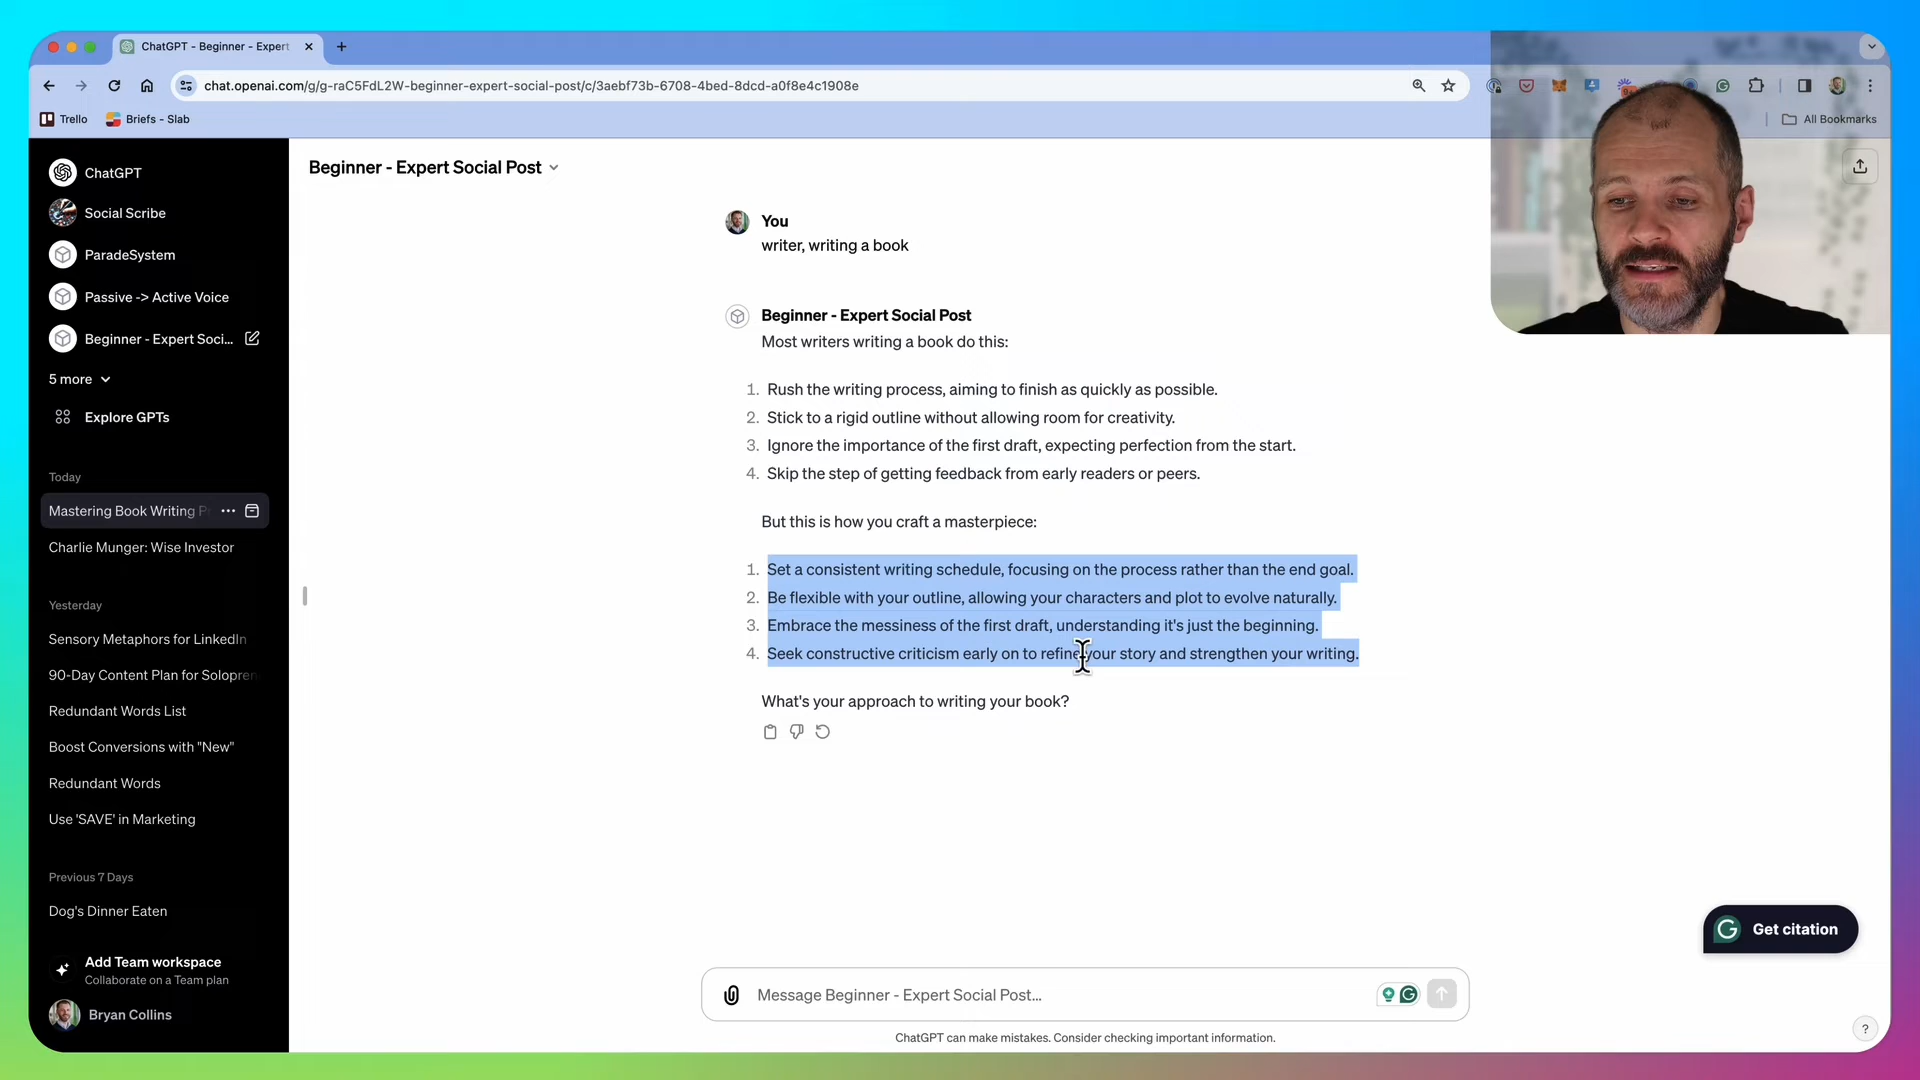 ChatGPT - Beginner - Expert
chat.openai.com/g/g-raC5FdL2W-beginner-expert-social-post/c/3aebf73b-6708-4bed-8dcd-a0f8e4c1908e
Trello
Briefs - Slab
All Bookmarks
ChatGPT
Social Scribe
ParadeSystem
Passive -> Active Voice
Beginner - Expert Soci...
5 more
Explore GPTs
Today
Mastering Book Writing P
Charlie Munger: Wise Investor
Yesterday
Sensory Metaphors for LinkedIn
90-Day Content Plan for Solopren
Redundant Words List
Boost Conversions with "New"
Redundant Words
Use 'SAVE' in Marketing
Previous 7 Days
Dog's Dinner Eaten
Add Team workspace
Collaborate on a Team plan
Bryan Collins
Beginner - Expert Social Post
You
writer, writing a book
Beginner - Expert Social Post
Most writers writing a book do this:
1. Rush the writing process, aiming to finish as quickly as possible.
2. Stick to a rigid outline without allowing room for creativity.
3. Ignore the importance of the first draft, expecting perfection from the start.
4. Skip the step of getting feedback from early readers or peers.
But this is how you craft a masterpiece:
1. Set a consistent writing schedule, focusing on the process rather than the end goal.
2. Be flexible with your outline, allowing your characters and plot to evolve naturally.
3. Embrace the messiness of the first draft, understanding it's just the beginning.
4. Seek constructive criticism early on to refine your story and strengthen your writing.
What's your approach to writing your book?
Get citation
Message Beginner - Expert Social Post...
ChatGPT can make mistakes. Consider checking important information.
?